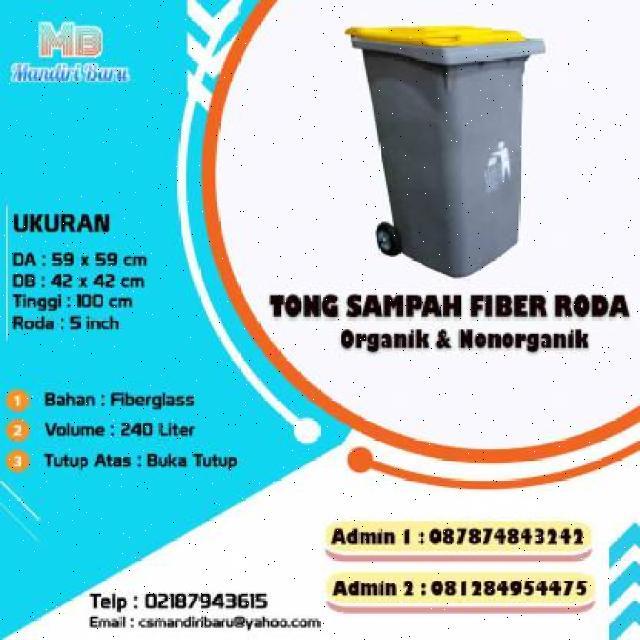 MB
Mandiri Baru
UKURAN
DA : 59 x 59 cm
DB : 42 x 42 cm
Tinggi : 100 cm
Roda : 5 inch
TONG SAMPAH FIBER RODA
Organik & Nonorganik
1 Bahan : Fiberglass
2 Volume : 240 Liter
3 Tutup Atas : Buka Tutup
Admin 1 : 087874843242
Admin 2 : 081284954475
Telp : 02187943615
Email : csmandiribaru@yahoo.com